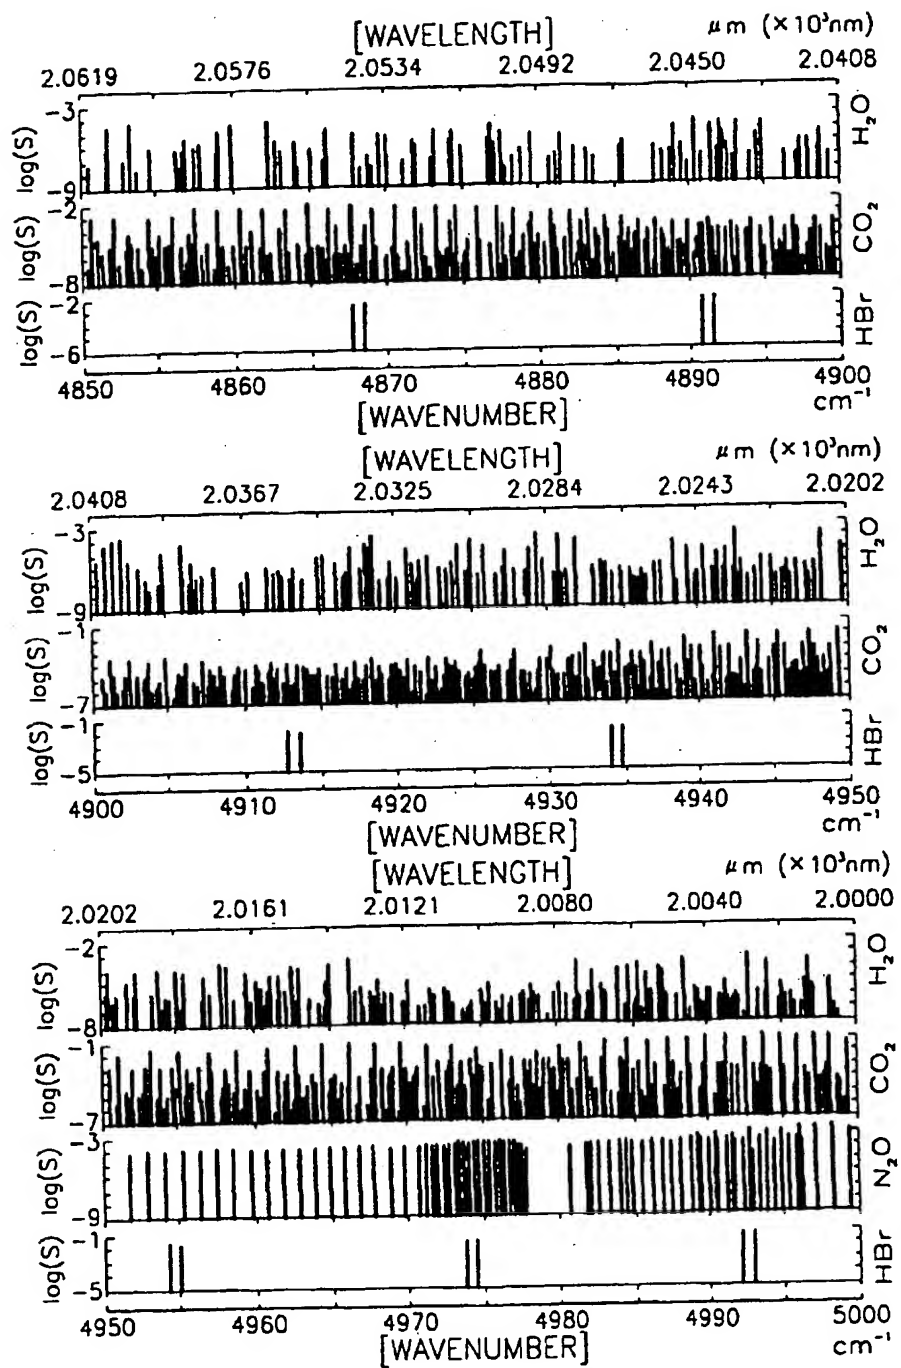 [WAVELENGTH] μm (×10³nm)
2.0619 2.0576 2.0534 2.0492 2.0450 2.0408
-3
log(S)
-9
H₂O
-2
log(S)
-8
CO₂
-2
log(S)
-6
HBr
4850 4860 4870 4880 4890 4900
[WAVENUMBER] cm⁻¹
[WAVELENGTH] μm (×10³nm)
2.0408 2.0367 2.0325 2.0284 2.0243 2.0202
-3
log(S)
-9
H₂O
-1
log(S)
-7
CO₂
-1
log(S)
-5
HBr
4900 4910 4920 4930 4940 4950
[WAVENUMBER] cm⁻¹
[WAVELENGTH] μm (×10³nm)
2.0202 2.0161 2.0121 2.0080 2.0040 2.0000
-2
log(S)
-8
H₂O
-1
log(S)
-7
CO₂
-3
log(S)
-9
N₂O
-1
log(S)
-5
HBr
4950 4960 4970 4980 4990 5000
[WAVENUMBER] cm⁻¹